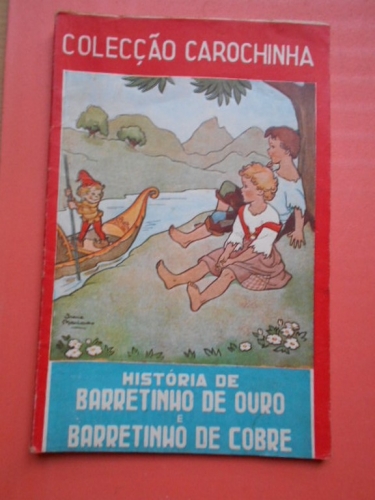 COLECÇÃO CAROCHINHA
HISTÓRIA DE
BARRETINHO DE OURO
E
BARRETINHO DE COBRE